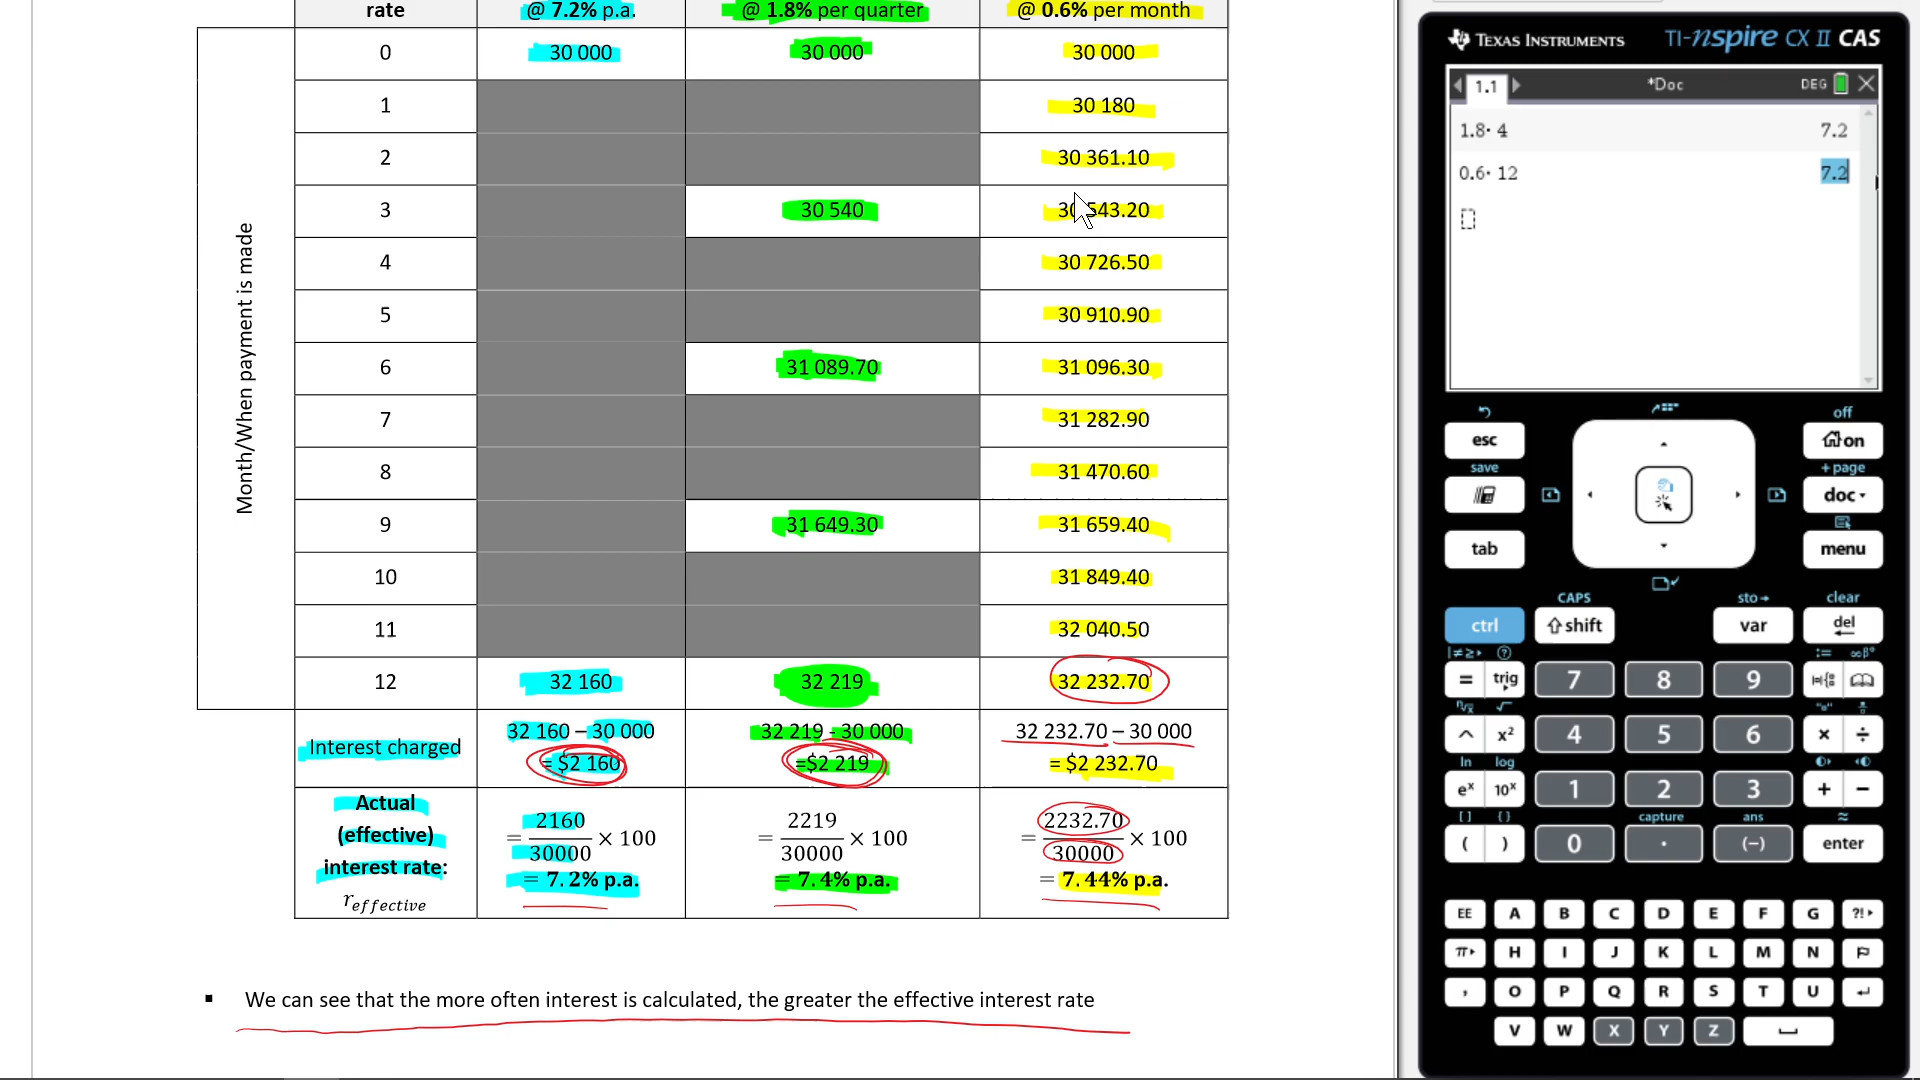 rate @ 7.2% p.a. @ 1.8% per quarter @ 0.6% per month
Month/When payment is made
0 30 000 30 000 30 000
1 30 180
2 30 361.10
3 30 540 30 543.20
4 30 726.50
5 30 910.90
6 31 089.70 31 096.30
7 31 282.90
8 31 470.60
9 31 649.30 31 659.40
10 31 849.40
11 32 040.50
12 32 160 32 219 32 232.70
Interest charged
32 160 – 30 000
= $2 160
32 219 - 30 000
=$2 219
32 232.70 – 30 000
= $2 232.70
Actual
(effective)
interest rate:
r_effective
= 2160/30000 × 100
= 7.2% p.a.
= 2219/30000 × 100
= 7.4% p.a.
= 2232.70/30000 × 100
= 7.44% p.a.
▪ We can see that the more often interest is calculated, the greater the effective interest rate
TEXAS INSTRUMENTS TI-nspire CX II CAS
1.1 *Doc DEG
1.8· 4 7.2
0.6· 12 7.2
off
esc on
save + page
doc
tab menu
CAPS sto→ clear
ctrl shift var del
= trig 7 8 9
^ x² 4 5 6 × ÷
ln log
eˣ 10ˣ 1 2 3 + −
[ ] { } capture ans ≈
( ) 0 . (−) enter
EE A B C D E F G ?!
π H I J K L M N
, O P Q R S T U
V W X Y Z